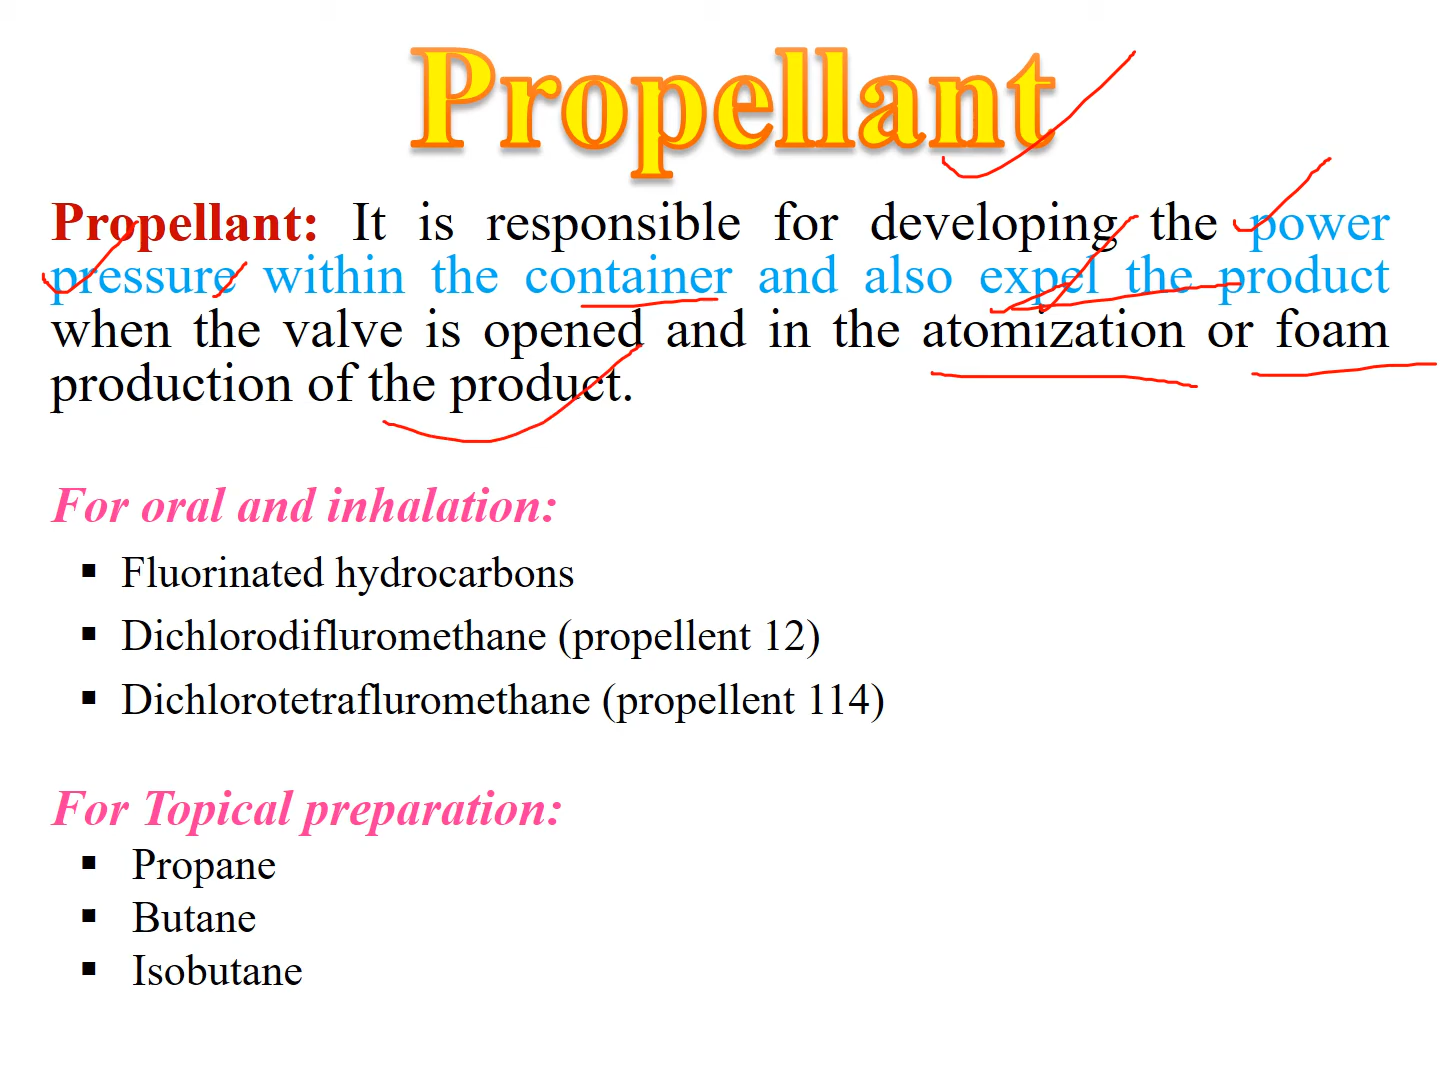 Propellant
Propellant: It is responsible for developing the power
pressure within the container and also expel the product
when the valve is opened and in the atomization or foam
production of the product.
For oral and inhalation:
▪ Fluorinated hydrocarbons
▪ Dichlorodifluromethane (propellent 12)
▪ Dichlorotetrafluromethane (propellent 114)
For Topical preparation:
▪ Propane
▪ Butane
▪ Isobutane